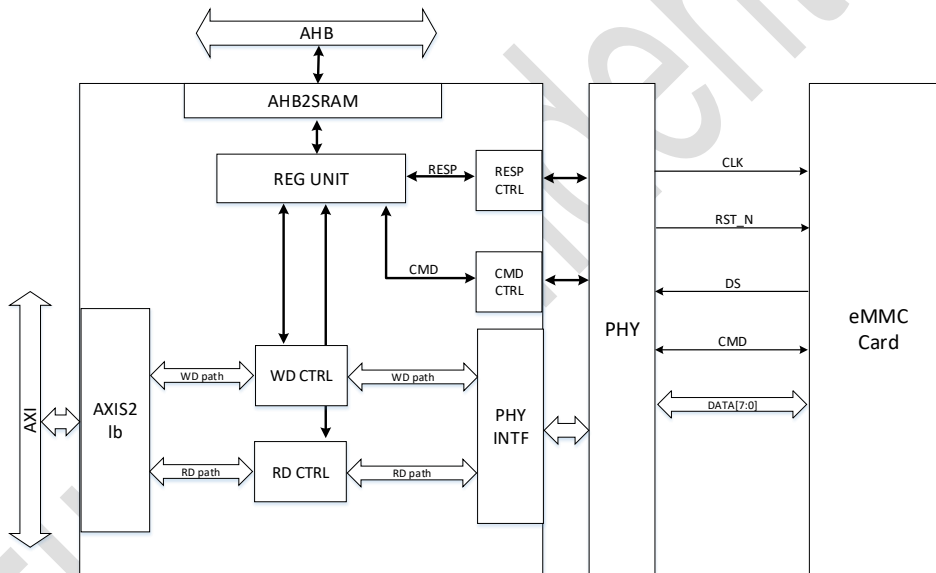 AHB
AHB2SRAM
REG UNIT
RESP
RESP
CTRL
CMD
CMD
CTRL
CLK
RST_N
DS
CMD
DATA[7:0]
PHY
eMMC
Card
AXI
AXIS2
lb
WD path
WD CTRL
WD path
RD path
RD CTRL
RD path
PHY
INTF